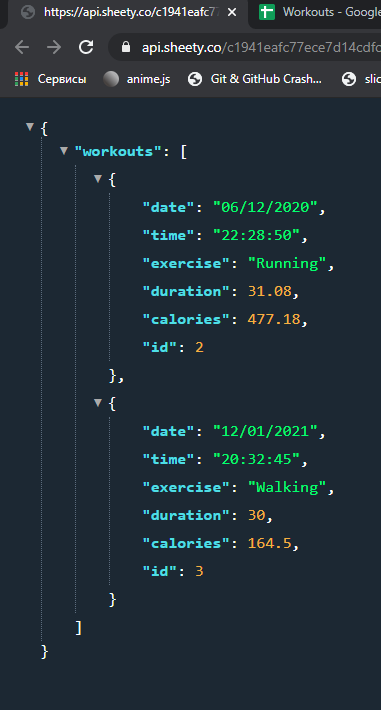 https://api.sheety.co/c1941eafc77
Workouts - Google
api.sheety.co/c1941eafc77ece7d14cdfc
Сервисы
anime.js
Git & GitHub Crash...
slic
{
"workouts": [
{
"date": "06/12/2020",
"time": "22:28:50",
"exercise": "Running",
"duration": 31.08,
"calories": 477.18,
"id": 2
},
{
"date": "12/01/2021",
"time": "20:32:45",
"exercise": "Walking",
"duration": 30,
"calories": 164.5,
"id": 3
}
]
}